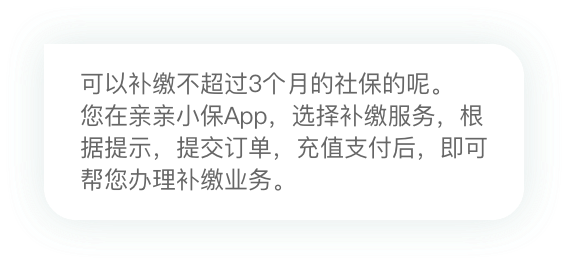 可以补缴不超过3个月的社保的呢。
您在亲亲小保App，选择补缴服务，根
据提示，提交订单，充值支付后，即可
帮您办理补缴业务。